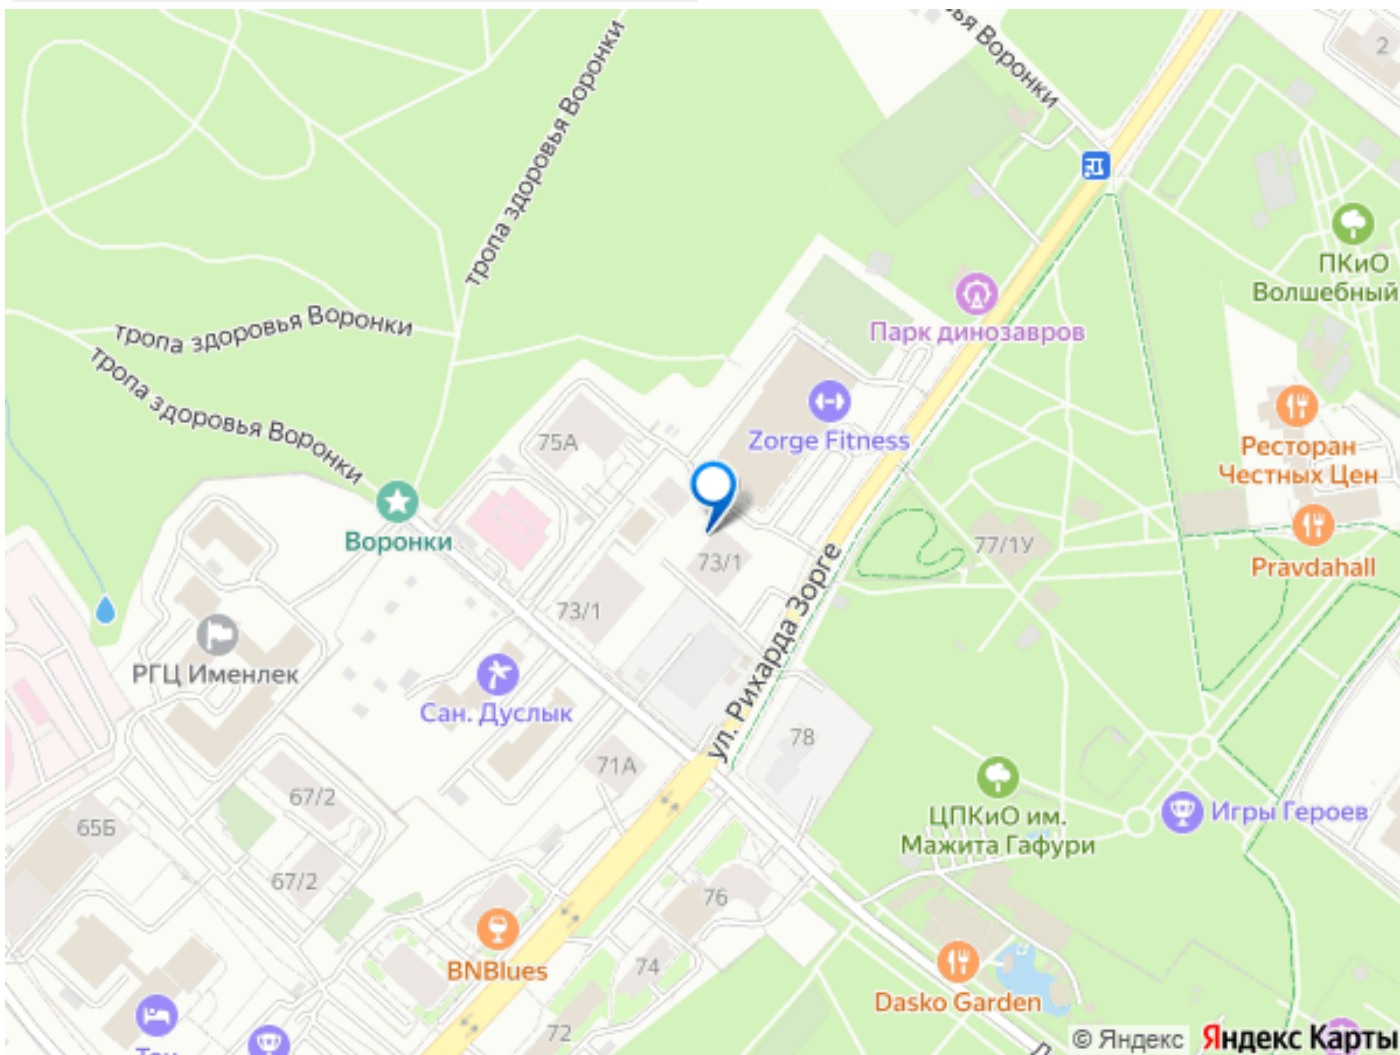 ья Воронки
2
тропа здоровья Воронки
ПКиО
Волшебный
Парк динозавров
тропа здоровья Воронки
тропа здоровья Воронки
75А
Zorge Fitness
Ресторан
Честных Цен
Воронки
77/1У
73/1
Pravdahall
73/1
ул. Рихарда Зорге
РГЦ Именлек
Сан. Дуслык
78
71А
67/2
ЦПКиО им.
Мажита Гафури
Игры Героев
65Б
67/2
76
BNBlues
74
Dasko Garden
72
© Яндекс Яндекс Карты